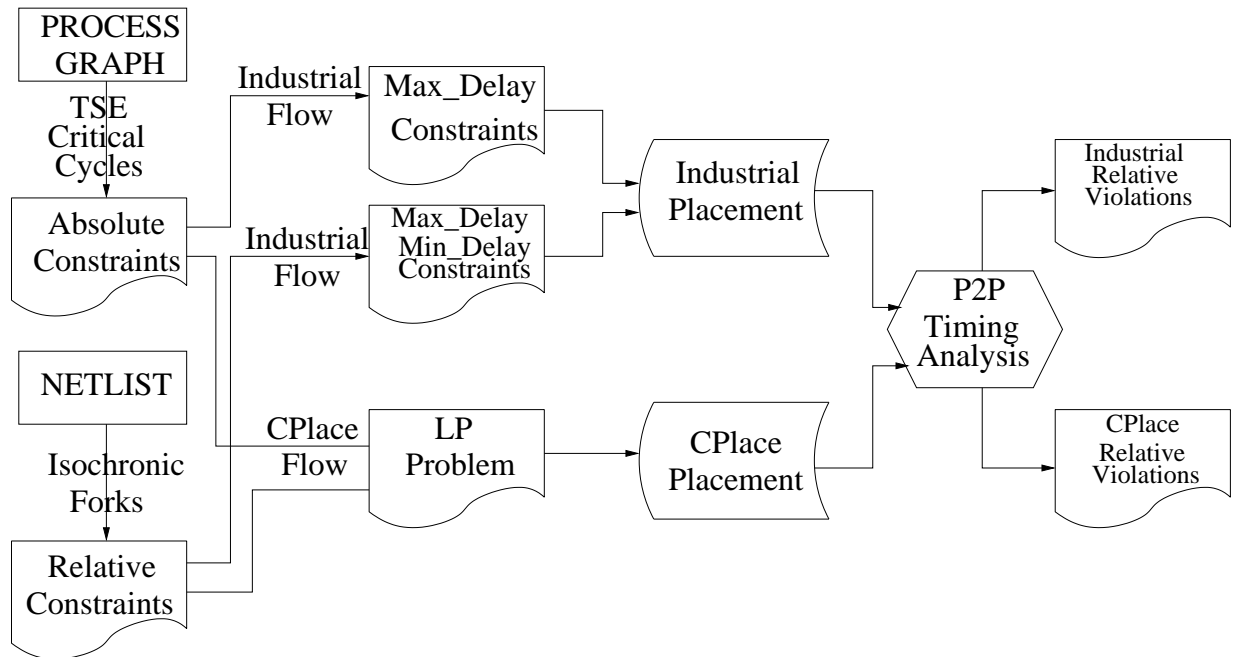 PROCESS
GRAPH
TSE
Critical
Cycles
Absolute
Constraints
NETLIST
Isochronic
Forks
Relative
Constraints
Industrial
Flow
Industrial
Flow
CPlace
Flow
Max_Delay
Constraints
Max_Delay
Min_Delay
Constraints
LP
Problem
Industrial
Placement
CPlace
Placement
P2P
Timing
Analysis
Industrial
Relative
Violations
CPlace
Relative
Violations